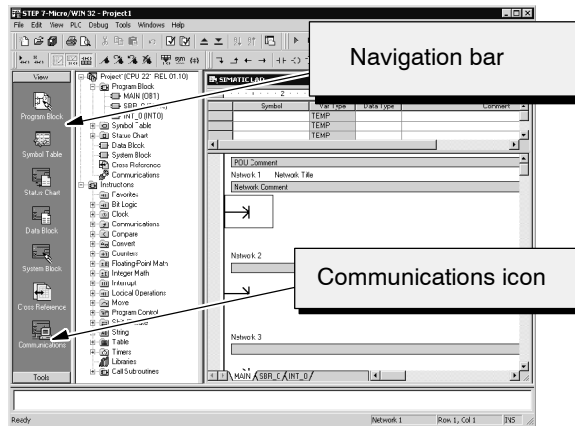 STEP 7-Micro/WIN 32 - Project1
File Edit View PLC Debug Tools Windows Help
View
Program Block
Symbol Table
Status Chart
Data Block
System Block
Cross Reference
Communications
Tools
Project1 (CPU 22* REL 01.10)
Program Block
MAIN (OB1)
INT_0 (INT0)
Symbol Table
Status Chart
Data Block
System Block
Cross Reference
Communications
Instructions
Favorites
Bit Logic
Clock
Communications
Compare
Convert
Counters
Floating-Point Math
Integer Math
Interrupt
Logical Operations
Move
Program Control
String
Table
Timers
Libraries
Call Subroutines
SIMATIC LAD
2
Symbol Var Type Data Type Comment
TEMP
TEMP
TEMP
POU Comment
Network 1 Network Title
Network Comment
Network 2
Network 3
MAIN SBR_0 INT_0
Navigation bar
Communications icon
Ready
Network 1
Row 1, Col 1
INS